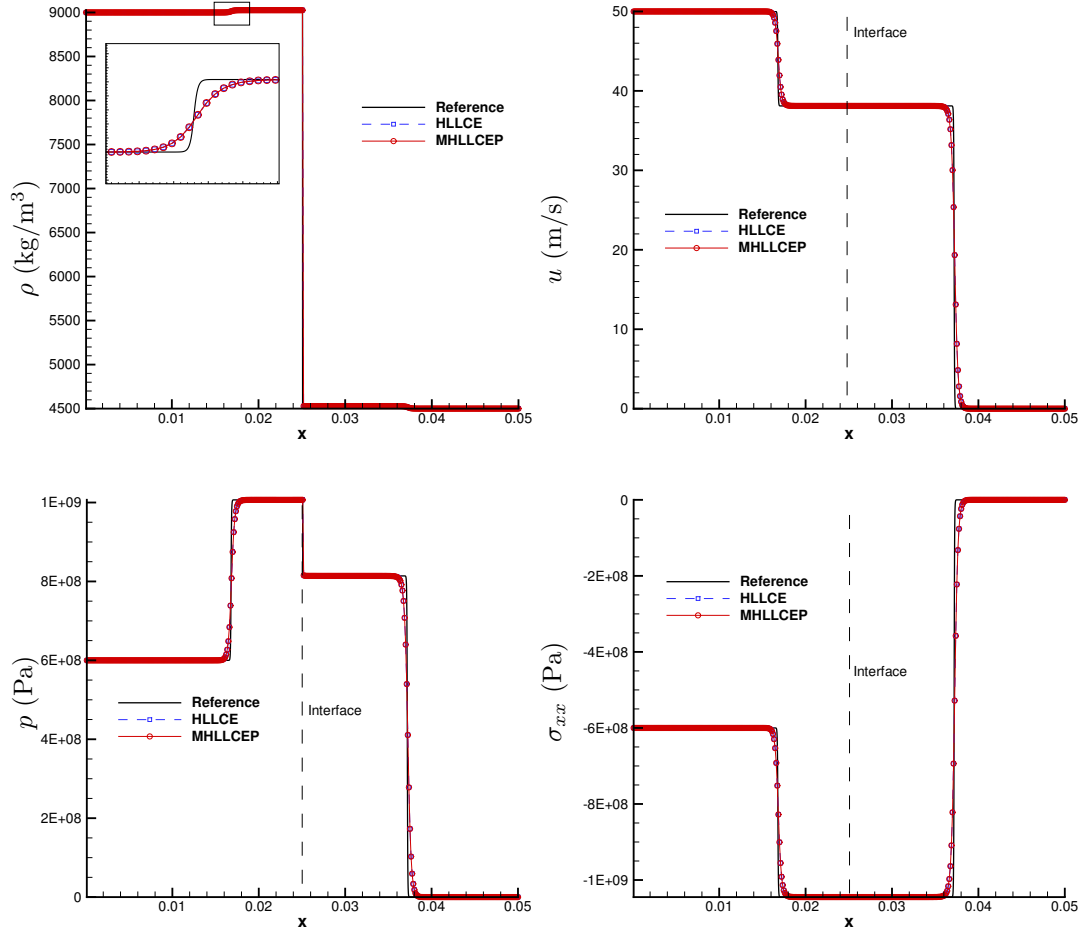 9000
8500
8000
7500
7000
6500
6000
5500
5000
4500
ρ (kg/m³)
Reference
HLLCE
MHLLCEP
0.01 0.02 0.03 0.04 0.05
x
50
40
30
20
10
0
u (m/s)
Interface
Reference
HLLCE
MHLLCEP
0.01 0.02 0.03 0.04 0.05
x
1E+09
8E+08
6E+08
4E+08
2E+08
0
p (Pa)
Reference
HLLCE
MHLLCEP
Interface
0.01 0.02 0.03 0.04 0.05
x
0
-2E+08
-4E+08
-6E+08
-8E+08
-1E+09
σxx (Pa)
Reference
HLLCE
MHLLCEP
Interface
0.01 0.02 0.03 0.04 0.05
x